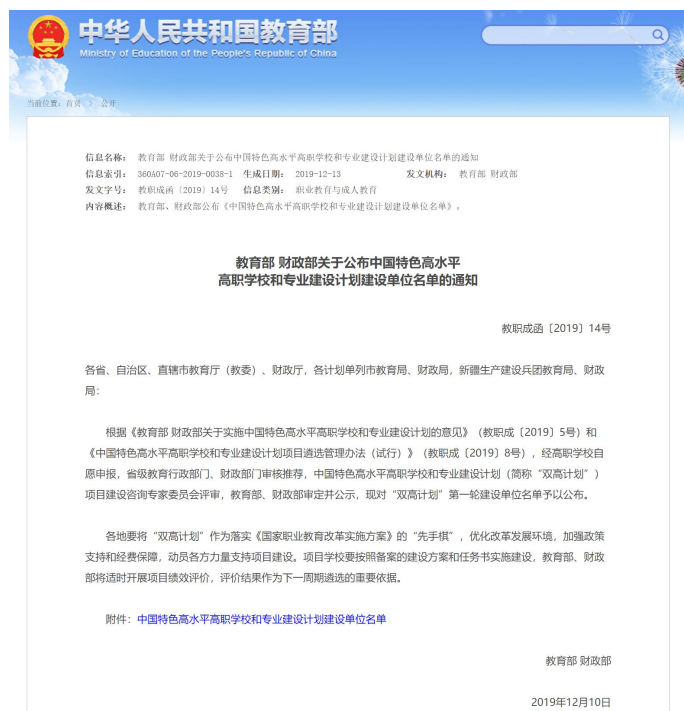 中华人民共和国教育部
Ministry of Education of the People's Republic of China
当前位置：首页 > 公开
信息名称： 教育部 财政部关于公布中国特色高水平高职学校和专业建设计划建设单位名单的通知
信息索引： 360A07-06-2019-0038-1 生成日期： 2019-12-13 发文机构： 教育部 财政部
发文字号： 教职成函〔2019〕14号 信息类别： 职业教育与成人教育
内容概述： 教育部、财政部公布《中国特色高水平高职学校和专业建设计划建设单位名单》。
教育部 财政部关于公布中国特色高水平
高职学校和专业建设计划建设单位名单的通知
教职成函〔2019〕14号
各省、自治区、直辖市教育厅（教委）、财政厅，各计划单列市教育局、财政局，新疆生产建设兵团教育局、财政
局：
根据《教育部 财政部关于实施中国特色高水平高职学校和专业建设计划的意见》（教职成〔2019〕5号）和
《中国特色高水平高职学校和专业建设计划项目遴选管理办法（试行）》（教职成〔2019〕8号），经高职学校自
愿申报，省级教育行政部门、财政部门审核推荐，中国特色高水平高职学校和专业建设计划（简称“双高计划”）
项目建设咨询专家委员会评审，教育部、财政部审定并公示，现对“双高计划”第一轮建设单位名单予以公布。
各地要将“双高计划”作为落实《国家职业教育改革实施方案》的“先手棋”，优化改革发展环境，加强政策
支持和经费保障，动员各方力量支持项目建设。项目学校要按照备案的建设方案和任务书实施建设，教育部、财政
部将适时开展项目绩效评价，评价结果作为下一周期遴选的重要依据。
附件：中国特色高水平高职学校和专业建设计划建设单位名单
教育部 财政部
2019年12月10日